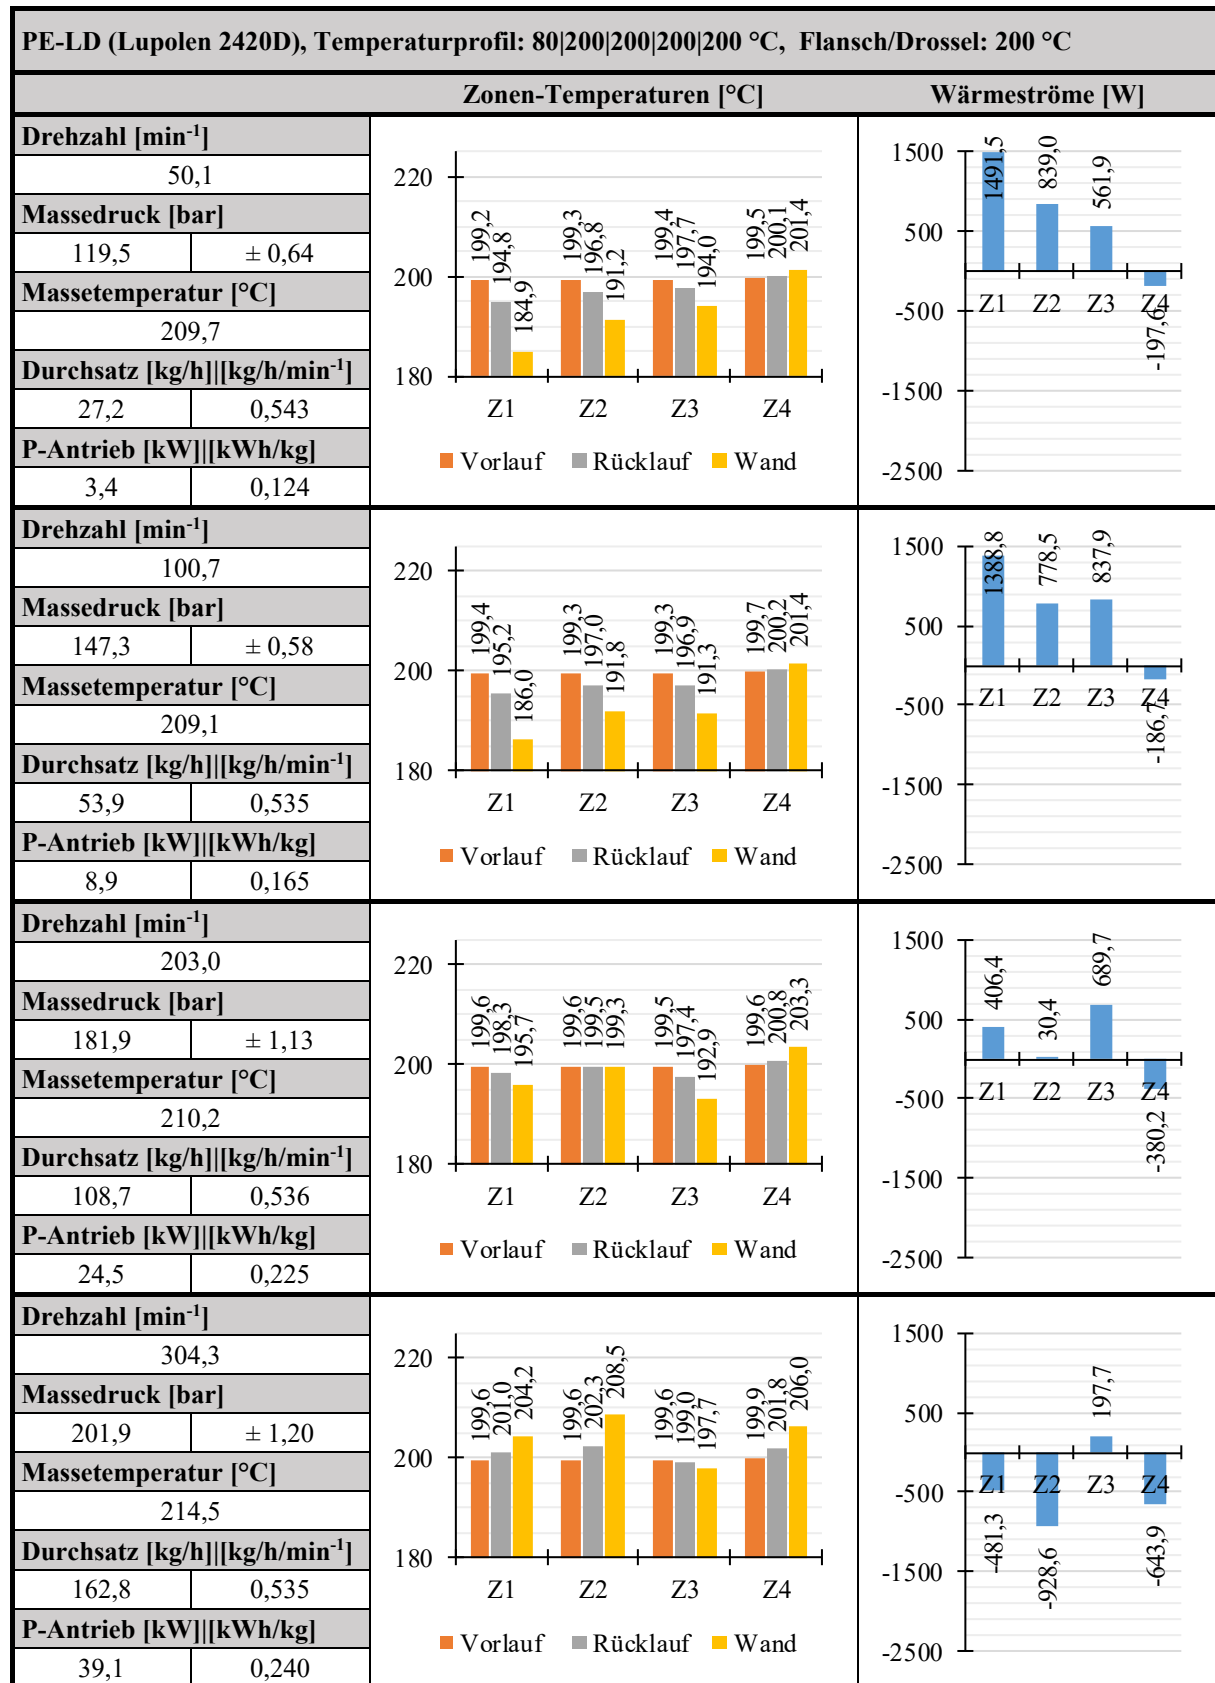 PE-LD (Lupolen 2420D), Temperaturprofil: 80|200|200|200|200 °C, Flansch/Drossel: 200 °C
Zonen-Temperaturen [°C] Wärmeströme [W]
Drehzahl [min-1]
50,1
Massedruck [bar]
119,5 ± 0,64
Massetemperatur [°C]
209,7
Durchsatz [kg/h]|[kg/h/min-1]
27,2 0,543
P-Antrieb [kW]|[kWh/kg]
3,4 0,124
220
200
180
199,2 194,8 184,9 199,3 196,8 191,2 199,4 197,7 194,0 199,5 200,1 201,4
Z1 Z2 Z3 Z4
Vorlauf Rücklauf Wand
1500
500
-500
-1500
-2500
1491,5 839,0 561,9 -197,6
Z1 Z2 Z3 Z4
Drehzahl [min-1]
100,7
Massedruck [bar]
147,3 ± 0,58
Massetemperatur [°C]
209,1
Durchsatz [kg/h]|[kg/h/min-1]
53,9 0,535
P-Antrieb [kW]|[kWh/kg]
8,9 0,165
220
200
180
199,4 195,2 186,0 199,3 197,0 191,8 199,3 196,9 191,3 199,7 200,2 201,4
Z1 Z2 Z3 Z4
Vorlauf Rücklauf Wand
1500
500
-500
-1500
-2500
1388,8 778,5 837,9 -186,7
Z1 Z2 Z3 Z4
Drehzahl [min-1]
203,0
Massedruck [bar]
181,9 ± 1,13
Massetemperatur [°C]
210,2
Durchsatz [kg/h]|[kg/h/min-1]
108,7 0,536
P-Antrieb [kW]|[kWh/kg]
24,5 0,225
220
200
180
199,6 198,3 195,7 199,6 199,5 199,3 199,5 197,4 192,9 199,6 200,8 203,3
Z1 Z2 Z3 Z4
Vorlauf Rücklauf Wand
1500
500
-500
-1500
-2500
406,4 30,4 689,7 -380,2
Z1 Z2 Z3 Z4
Drehzahl [min-1]
304,3
Massedruck [bar]
201,9 ± 1,20
Massetemperatur [°C]
214,5
Durchsatz [kg/h]|[kg/h/min-1]
162,8 0,535
P-Antrieb [kW]|[kWh/kg]
39,1 0,240
220
200
180
199,6 201,0 204,2 199,6 202,3 208,5 199,6 199,0 197,7 199,9 201,8 206,0
Z1 Z2 Z3 Z4
Vorlauf Rücklauf Wand
1500
500
-500
-1500
-2500
-481,3 -928,6 197,7 -643,9
Z1 Z2 Z3 Z4